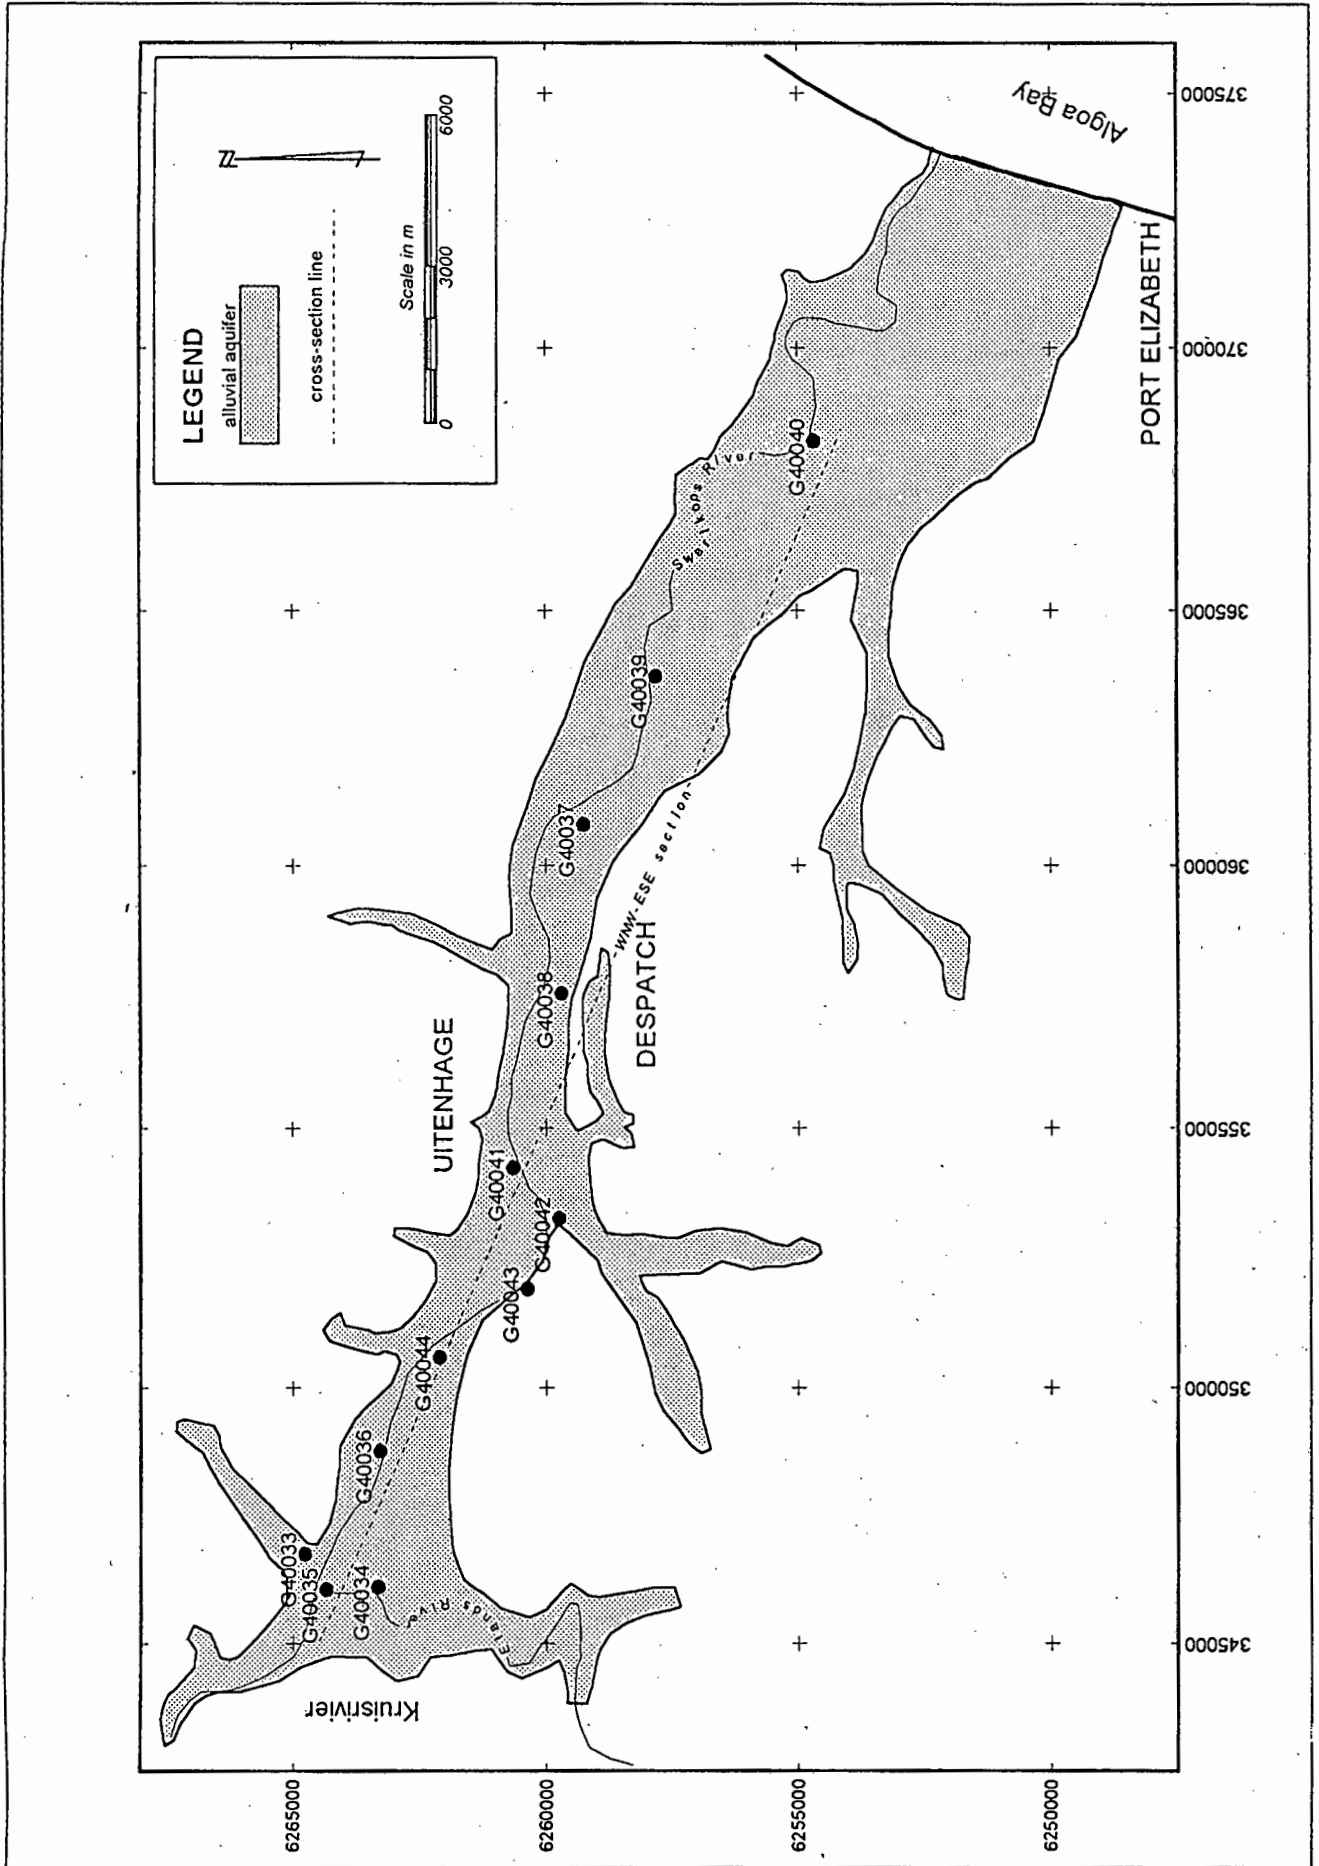 LEGEND
alluvial aquifer
cross-section line
Scale in m
0 3000 6000
N
Algoa Bay
PORT ELIZABETH
Swartkops River
G40040
G40039
G40037
G40038
WNW-ESE section
DESPATCH
UITENHAGE
G40041
G40042
G40043
G40044
G40036
G40033
G40035
G40034
Elands River
Kruisrivier
6265000
6260000
6255000
6250000
345000
350000
355000
360000
365000
370000
375000